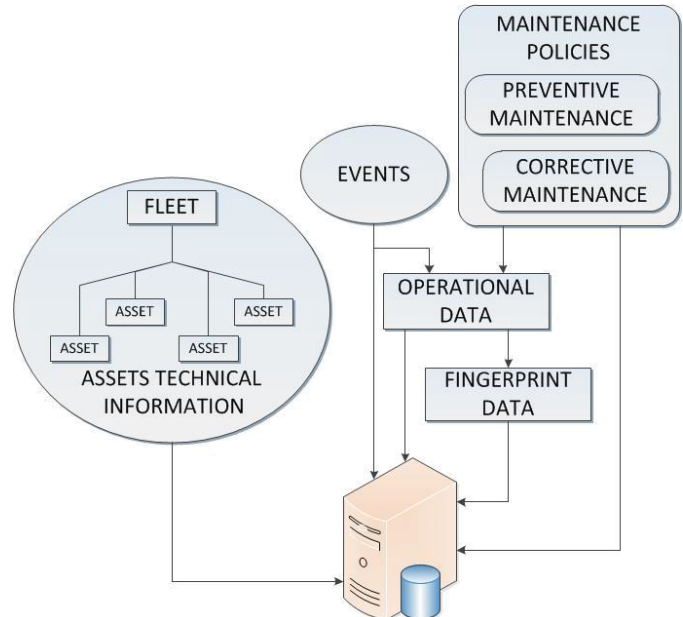 MAINTENANCE
POLICIES
PREVENTIVE
MAINTENANCE
CORRECTIVE
MAINTENANCE
EVENTS
FLEET
ASSET
ASSET
ASSET
ASSET
ASSETS TECHNICAL
INFORMATION
OPERATIONAL
DATA
FINGERPRINT
DATA